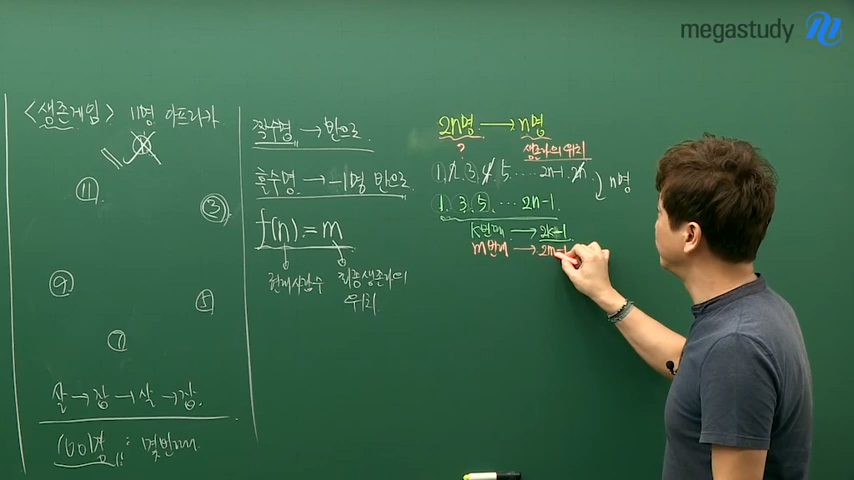 megastudy
<생존게임> 11명 아프리카
①
⑪
③
⑨
⑤
⑦
살 → 잡 → 살 → 잡
1001명 : 몇번째
짝수명 → 반으로
홀수명 → -1명 반으로
f(n) = m
현재사람수
최종생존자의
위치
2n명 → n명
?
생존자의 위치
①, 2, 3, 4, 5 ..... 2n-1, 2n
n명
1, 3, ⑤, ... 2n-1
k번째 → 2k-1
m번째 → 2m-1